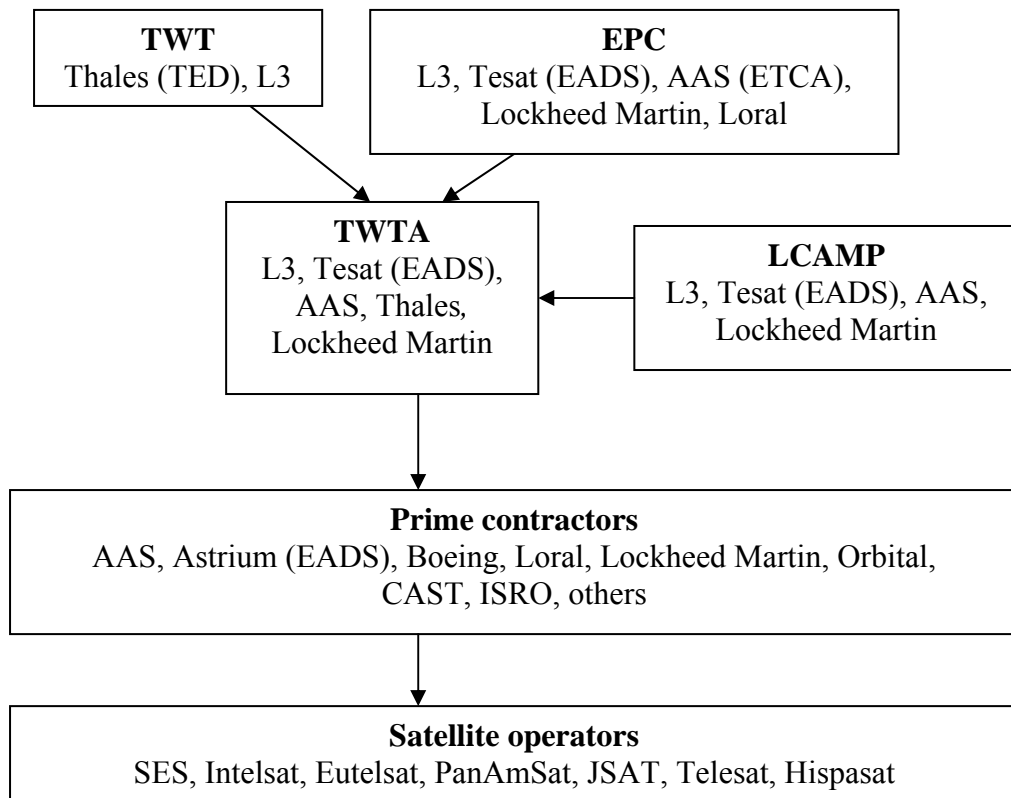 TWT
Thales (TED), L3
EPC
L3, Tesat (EADS), AAS (ETCA),
Lockheed Martin, Loral
TWTA
L3, Tesat (EADS),
AAS, Thales,
Lockheed Martin
LCAMP
L3, Tesat (EADS), AAS,
Lockheed Martin
Prime contractors
AAS, Astrium (EADS), Boeing, Loral, Lockheed Martin, Orbital,
CAST, ISRO, others
Satellite operators
SES, Intelsat, Eutelsat, PanAmSat, JSAT, Telesat, Hispasat